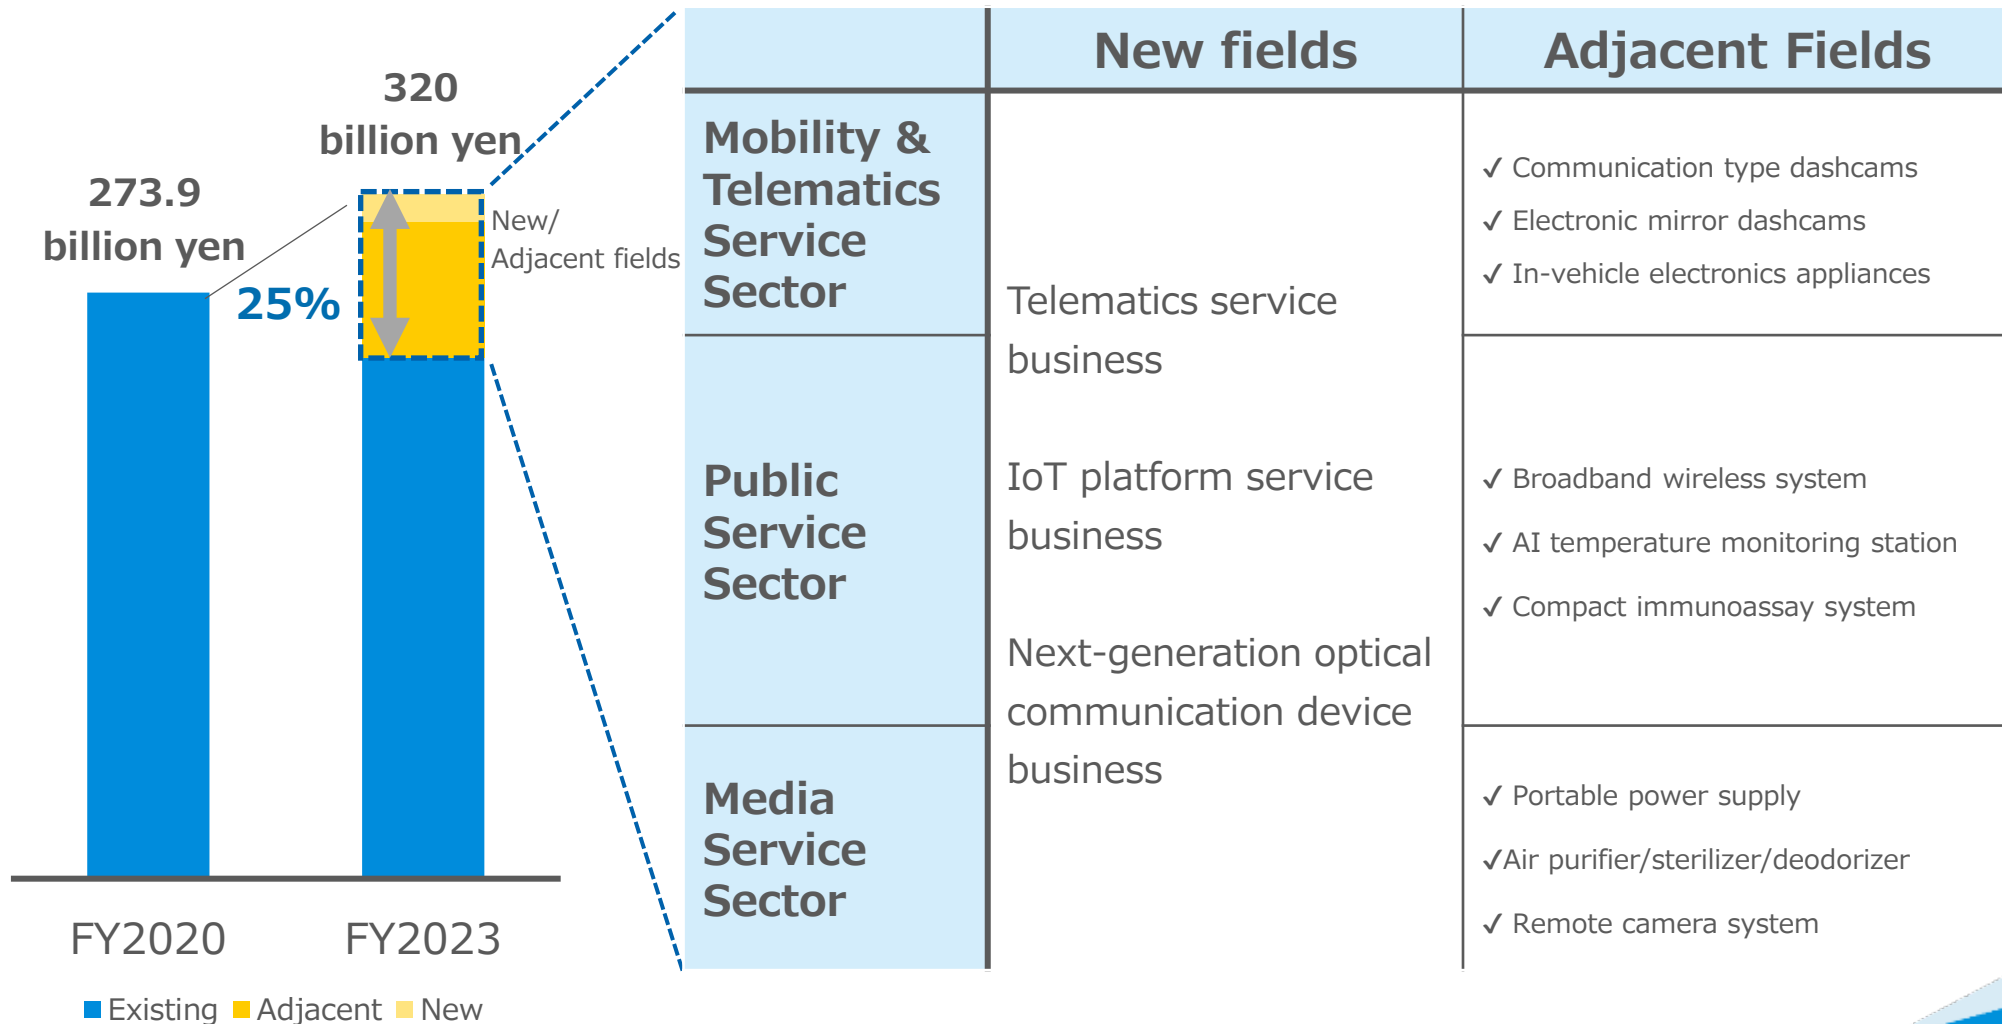 273.9
billion yen
320
billion yen
25%
New/
Adjacent fields
FY2020
FY2023
Existing
Adjacent
New
New fields
Adjacent Fields
Mobility &
Telematics
Service
Sector
✓ Communication type dashcams
✓ Electronic mirror dashcams
✓ In-vehicle electronics appliances
Telematics service
business
IoT platform service
business
Next-generation optical
communication device
business
Public
Service
Sector
✓ Broadband wireless system
✓ AI temperature monitoring station
✓ Compact immunoassay system
Media
Service
Sector
✓ Portable power supply
✓Air purifier/sterilizer/deodorizer
✓ Remote camera system